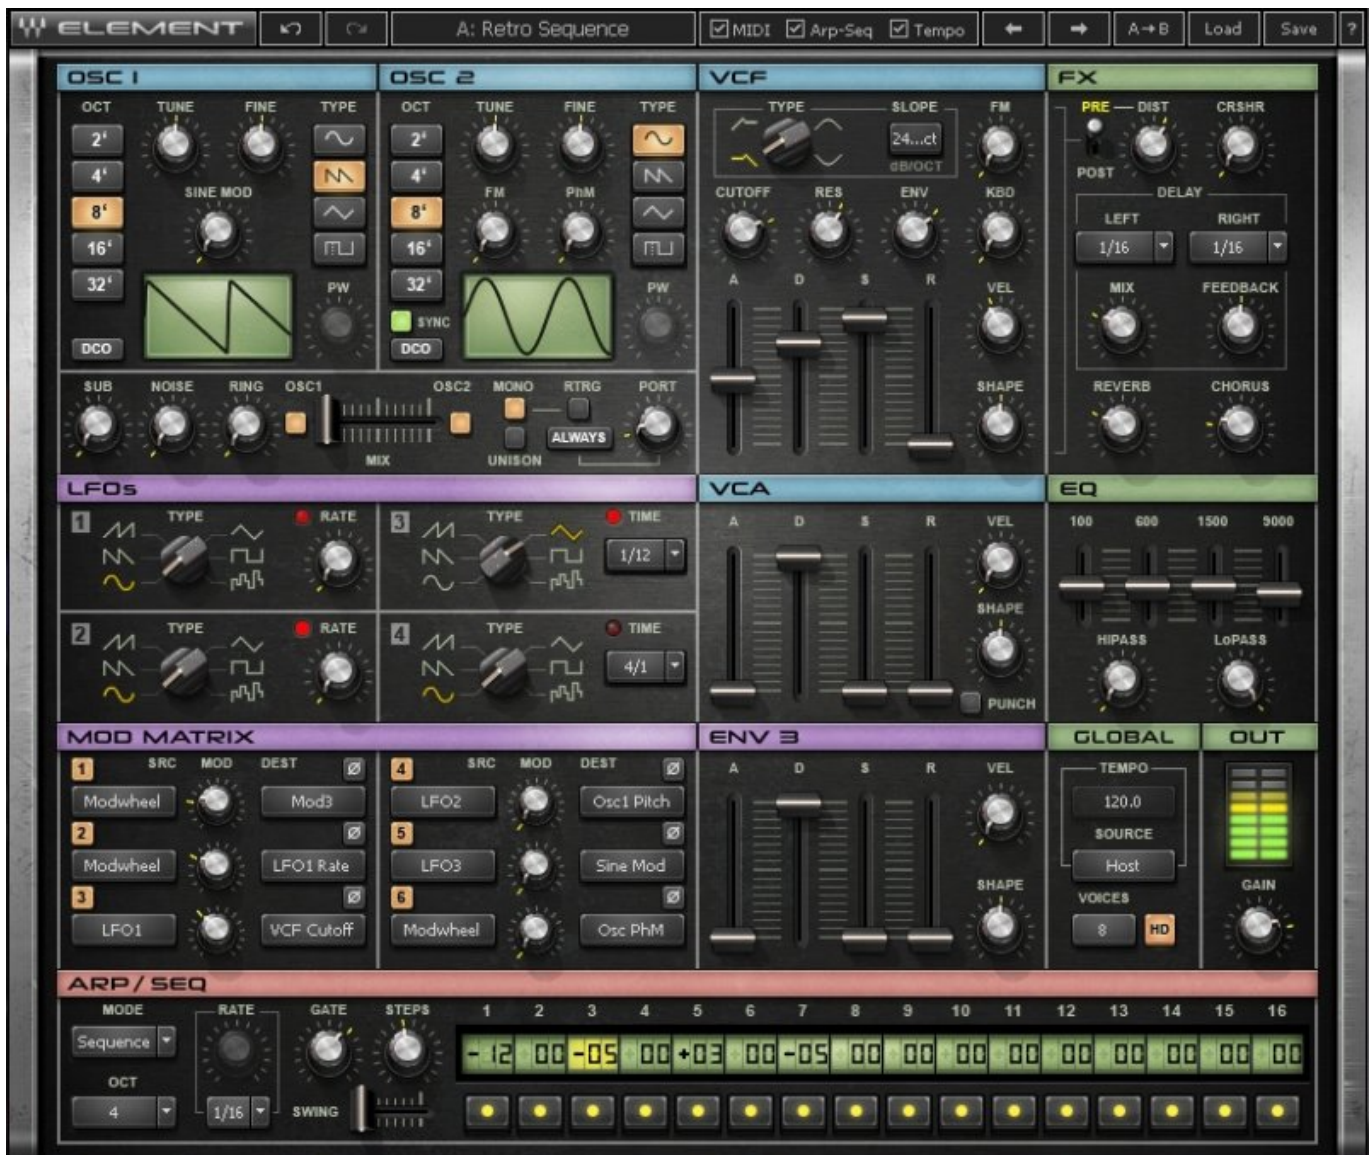 ELEMENT A: Retro Sequence MIDI Arp-Seq Tempo A→B Load Save ?
OSC 1 OSC 2 VCF FX
OCT TUNE FINE TYPE OCT TUNE FINE TYPE TYPE SLOPE FM PRE DIST CRSHR
2' 2' 24...ct
dB/OCT
4' 4' POST
SINE MOD FM PhM CUTOFF RES ENV KBD DELAY
8' 8' LEFT RIGHT
16' 16' 1/16 1/16
32' 32' A D S R
PW PW VEL MIX FEEDBACK
SYNC
DCO DCO
SUB NOISE RING OSC1 OSC2 MONO RTRG PORT SHAPE REVERB CHORUS
ALWAYS
MIX UNISON
LFOs VCA EQ
1 TYPE RATE 3 TYPE TIME A D S R VEL 100 600 1500 9000
1/12
SHAPE
2 TYPE RATE 4 TYPE TIME HIPASS LoPASS
4/1
PUNCH
MOD MATRIX ENV 3 GLOBAL OUT
1 SRC MOD DEST Ø 4 SRC MOD DEST Ø A D S R VEL TEMPO
Modwheel Mod3 LFO2 Osc1 Pitch 120.0
2 Ø 5 Ø SOURCE
Modwheel LFO1 Rate LFO3 Sine Mod Host
3 Ø 6 Ø SHAPE VOICES GAIN
LFO1 VCF Cutoff Modwheel Osc PhM 8 HD
ARP/SEQ
MODE RATE GATE STEPS 1 2 3 4 5 6 7 8 9 10 11 12 13 14 15 16
Sequence -12 00 -05 00 +03 00 -05 00 00 00 00 00 00 00 00 00
OCT
4 1/16 SWING